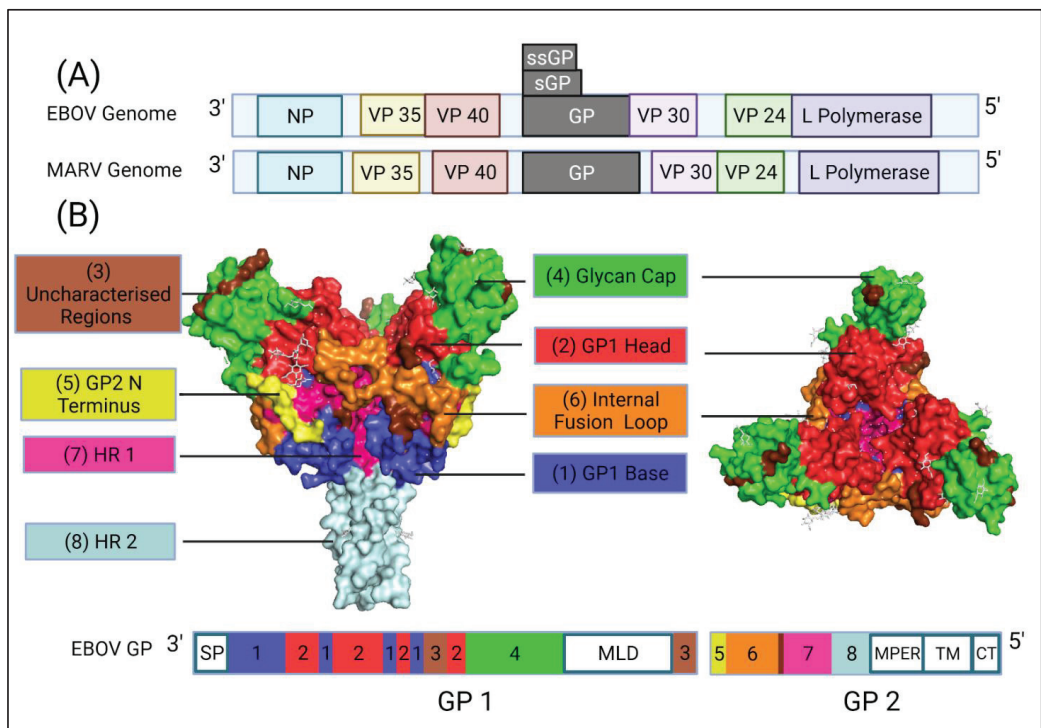 (A)
ssGP
sGP
EBOV Genome 3' NP VP 35 VP 40 GP VP 30 VP 24 L Polymerase 5'
MARV Genome 3' NP VP 35 VP 40 GP VP 30 VP 24 L Polymerase 5'
(B)
(3)
Uncharacterised
Regions
(5) GP2 N
Terminus
(7) HR 1
(8) HR 2
(4) Glycan Cap
(2) GP1 Head
(6) Internal
Fusion Loop
(1) GP1 Base
EBOV GP 3' SP 1 2 1 2 1 2 1 3 2 4 MLD 3 5 6 7 8 MPER TM CT 5'
GP 1 GP 2